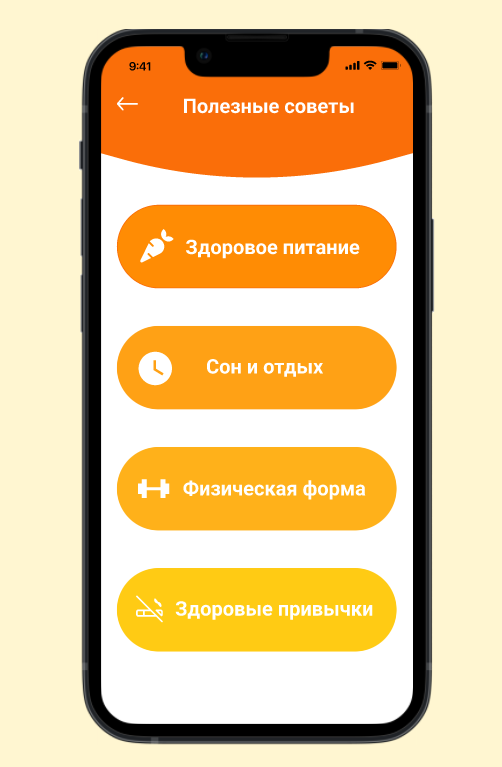 9:41
Полезные советы
Здоровое питание
Сон и отдых
Физическая форма
Здоровые привычки